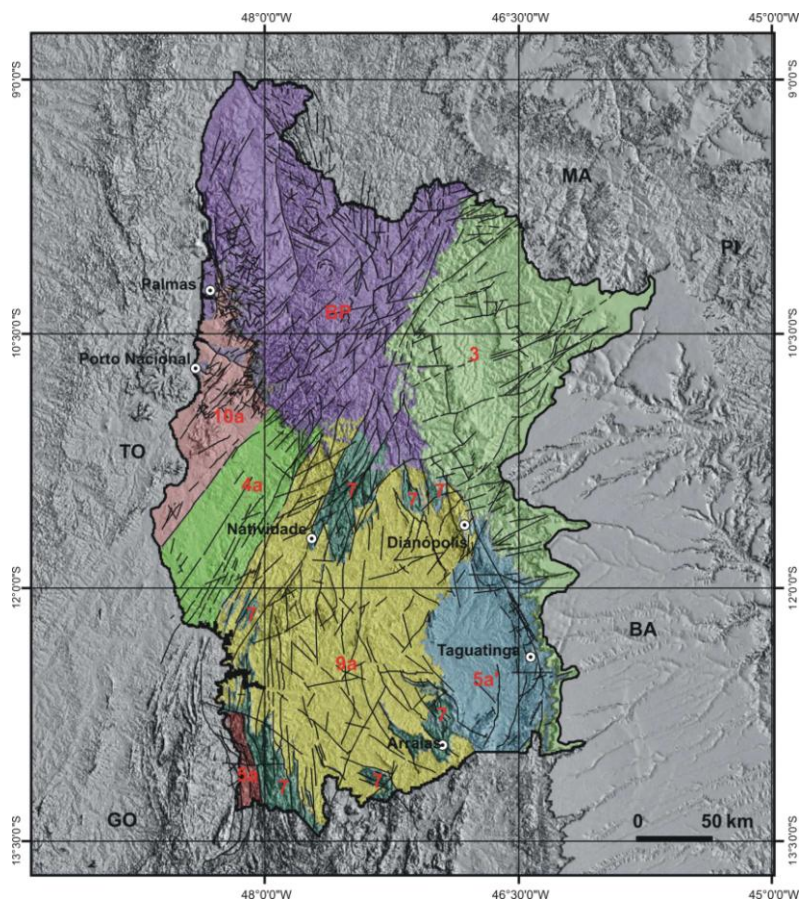 48°0'0"W 46°30'0"W 45°0'0"W
9°0'0"S 9°0'0"S
MA
PI
Palmas
BP
10°30'0"S 10°30'0"S
Porto Nacional
3
10a
TO
4a
7 7 7
Natividade
Dianópolis
12°0'0"S 12°0'0"S
7
BA
Taguatinga
9a
5a'
7
Arraias
5a
7 7
GO
0 50 km
13°30'0"S 13°30'0"S
48°0'0"W 46°30'0"W 45°0'0"W